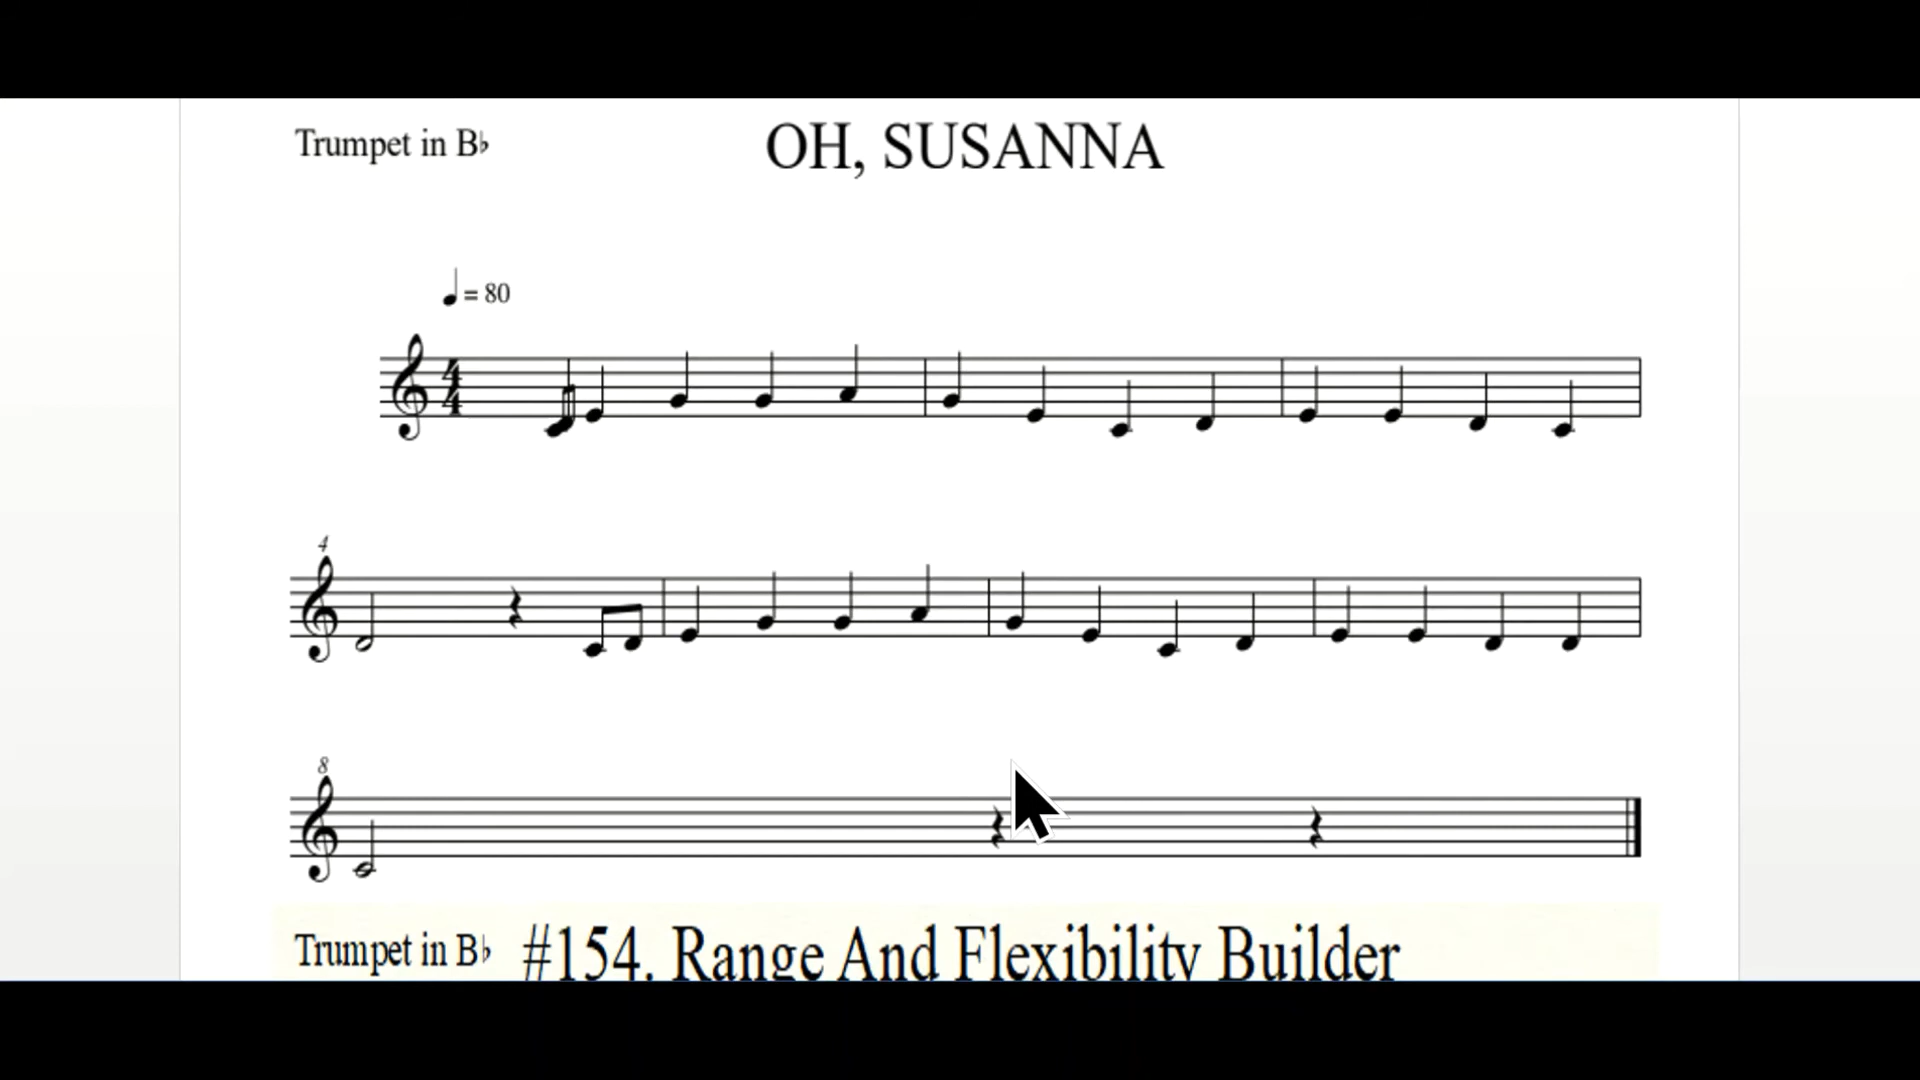 Trumpet in B♭
OH, SUSANNA
♩ = 80
4
4
4
8
Trumpet in B♭ #154. Range And Flexibility Builder